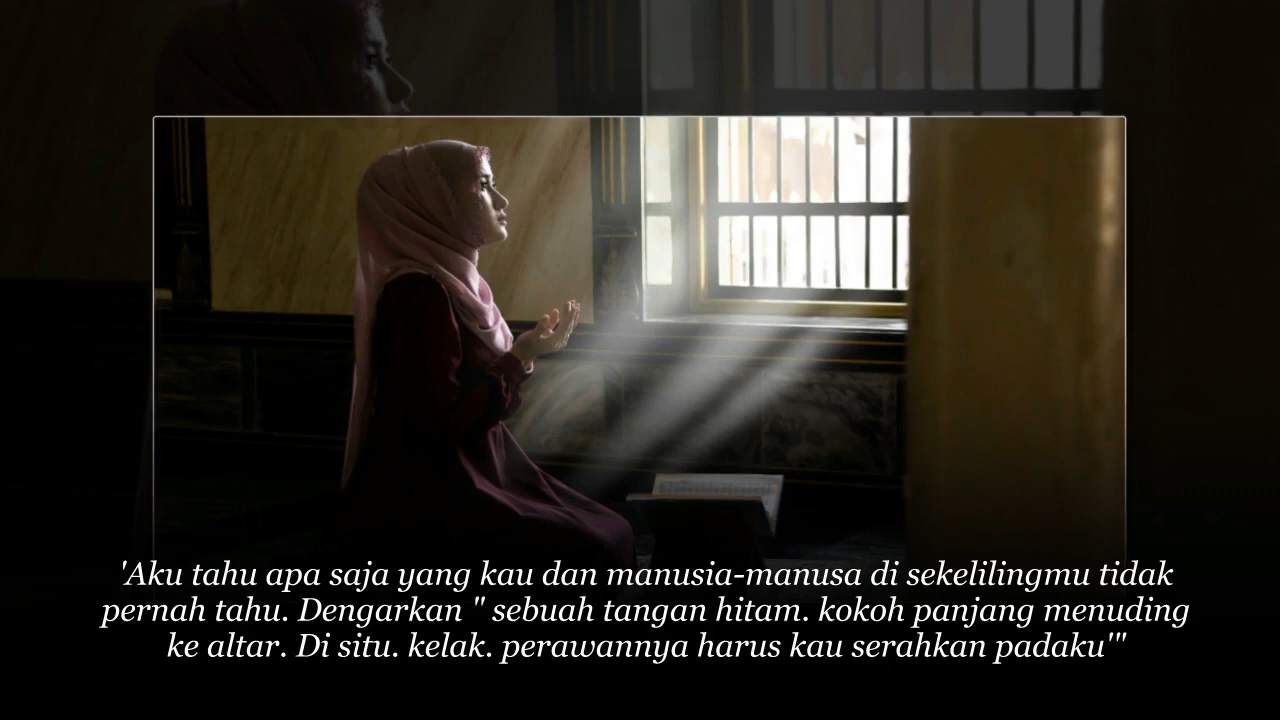 'Aku tahu apa saja yang kau dan manusia-manusa di sekelilingmu tidak
pernah tahu. Dengarkan " sebuah tangan hitam. kokoh panjang menuding
ke altar. Di situ. kelak. perawannya harus kau serahkan padaku'"